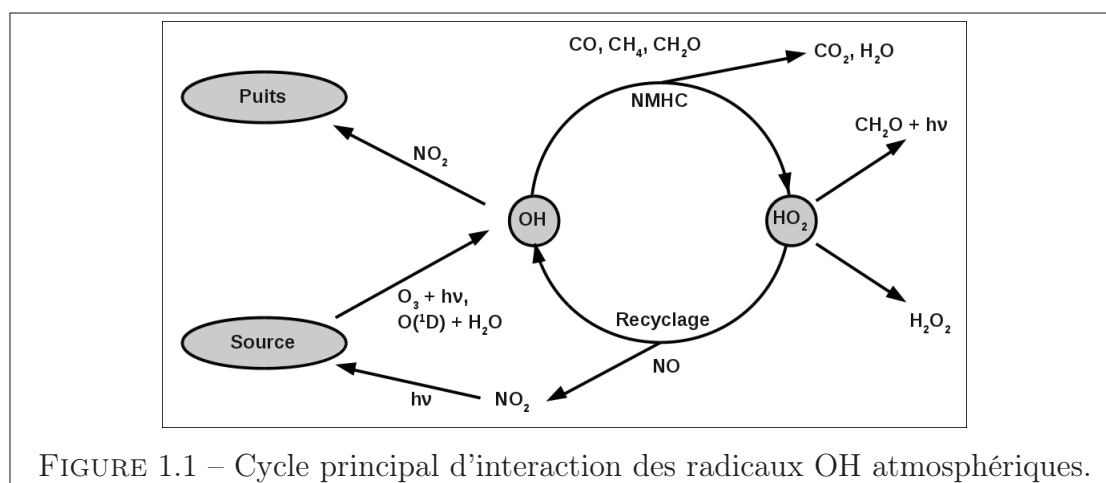 CO, CH₄, CH₂O
CO₂, H₂O
Puits
NMHC
CH₂O + hν
NO₂
OH
HO₂
O₃ + hν,
O(¹D) + H₂O
Recyclage
H₂O₂
Source
NO
hν
NO₂
FIGURE 1.1 – Cycle principal d'interaction des radicaux OH atmosphériques.